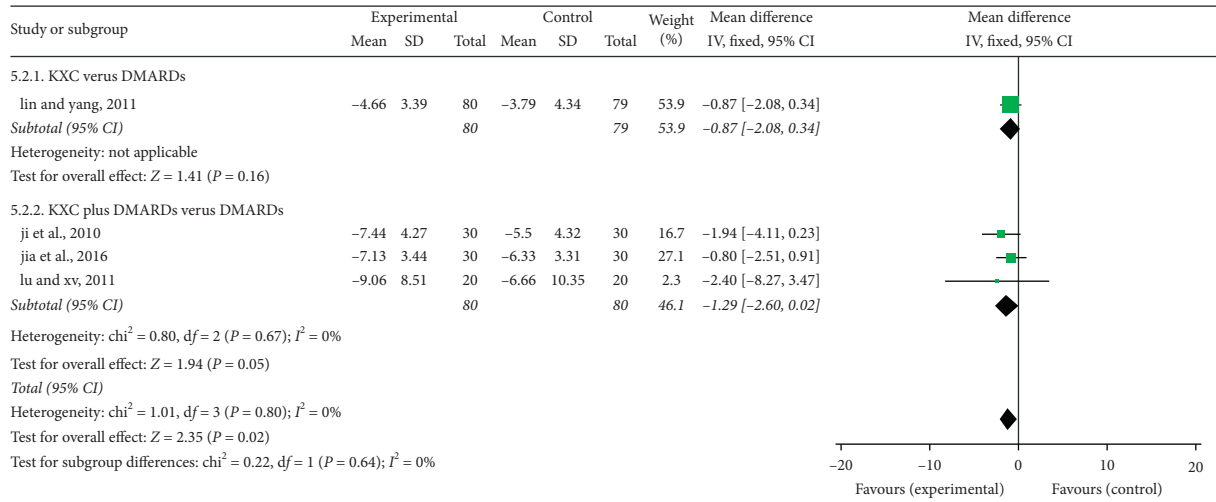 Study or subgroup Experimental Control Weight (%) Mean difference Mean difference
Mean SD Total Mean SD Total IV, fixed, 95% CI IV, fixed, 95% CI
5.2.1. KXC versus DMARDs
lin and yang, 2011 −4.66 3.39 80 −3.79 4.34 79 53.9 −0.87 [−2.08, 0.34]
Subtotal (95% CI) 80 79 53.9 −0.87 [−2.08, 0.34]
Heterogeneity: not applicable
Test for overall effect: Z = 1.41 (P = 0.16)
5.2.2. KXC plus DMARDs versus DMARDs
ji et al., 2010 −7.44 4.27 30 −5.5 4.32 30 16.7 −1.94 [−4.11, 0.23]
jia et al., 2016 −7.13 3.44 30 −6.33 3.31 30 27.1 −0.80 [−2.51, 0.91]
lu and xv, 2011 −9.06 8.51 20 −6.66 10.35 20 2.3 −2.40 [−8.27, 3.47]
Subtotal (95% CI) 80 80 46.1 −1.29 [−2.60, 0.02]
Heterogeneity: chi² = 0.80, df = 2 (P = 0.67); I² = 0%
Test for overall effect: Z = 1.94 (P = 0.05)
Total (95% CI)
Heterogeneity: chi² = 1.01, df = 3 (P = 0.80); I² = 0%
Test for overall effect: Z = 2.35 (P = 0.02)
Test for subgroup differences: chi² = 0.22, df = 1 (P = 0.64); I² = 0%
−20 −10 0 10 20
Favours (experimental) Favours (control)